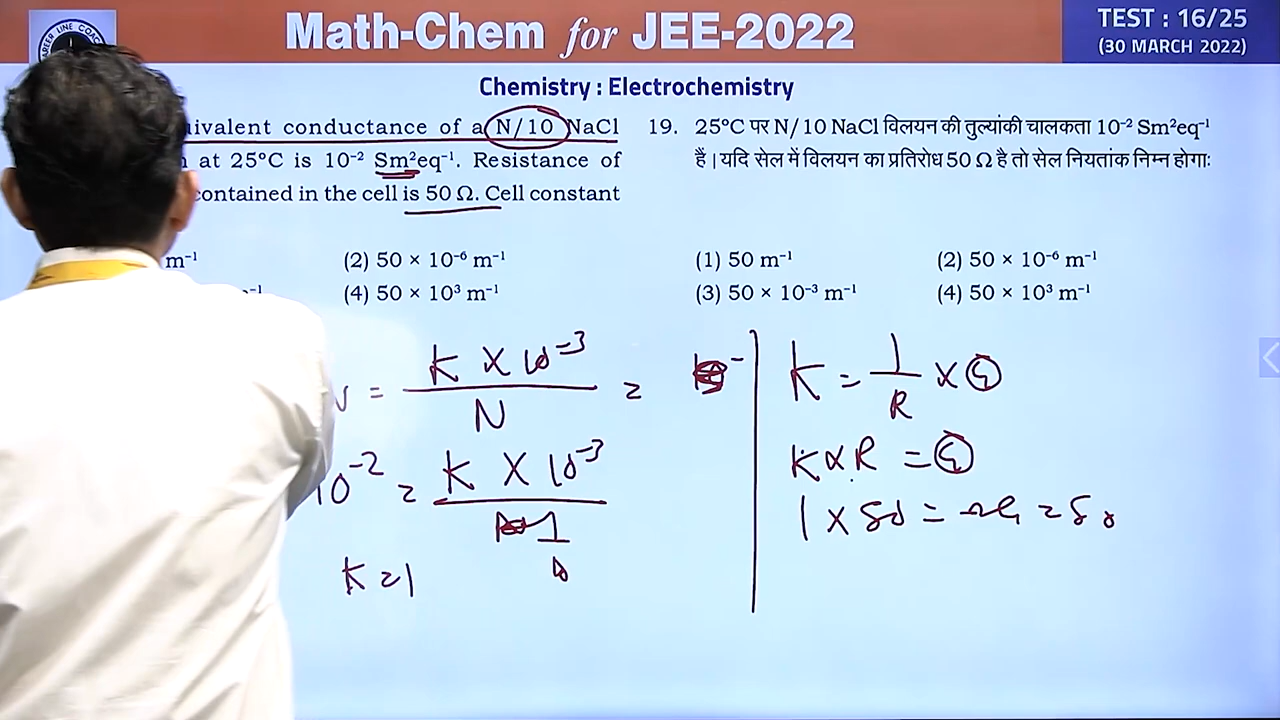 Math-Chem for JEE-2022
TEST : 16/25
(30 MARCH 2022)
Chemistry : Electrochemistry
conductance of a N/10 NaCl
at 25°C is 10⁻² Sm²eq⁻¹. Resistance of
contained in the cell is 50 Ω. Cell constant
m⁻¹
(2) 50 × 10⁻⁶ m⁻¹
(4) 50 × 10³ m⁻¹
19. 25°C पर N/10 NaCl विलयन की तुल्यांकी चालकता 10⁻² Sm²eq⁻¹
हैं। यदि सेल में विलयन का प्रतिरोध 50 Ω है तो सेल नियतांक निम्न होगाः
(1) 50 m⁻¹
(2) 50 × 10⁻⁶ m⁻¹
(3) 50 × 10⁻³ m⁻¹
(4) 50 × 10³ m⁻¹
= K × 10⁻³ / N =
10⁻² = K × 10⁻³ / 1
K = 1
K = 1/R ×
K × R =
1 × 50 = = 50